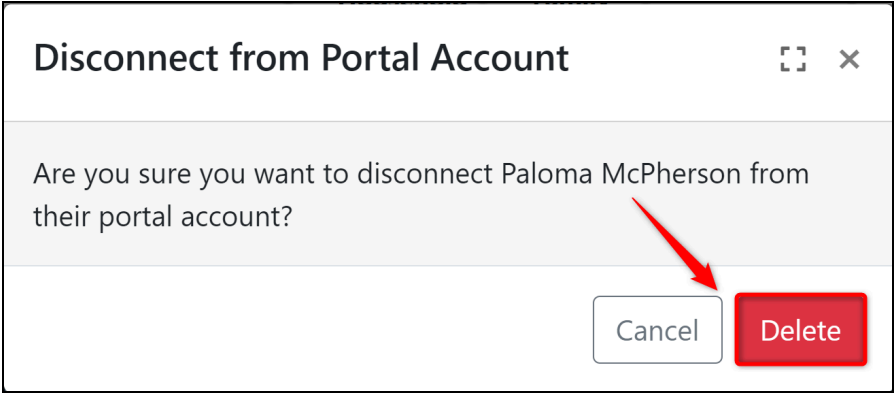 Disconnect from Portal Account
Are you sure you want to disconnect Paloma McPherson from
their portal account?
Cancel
Delete